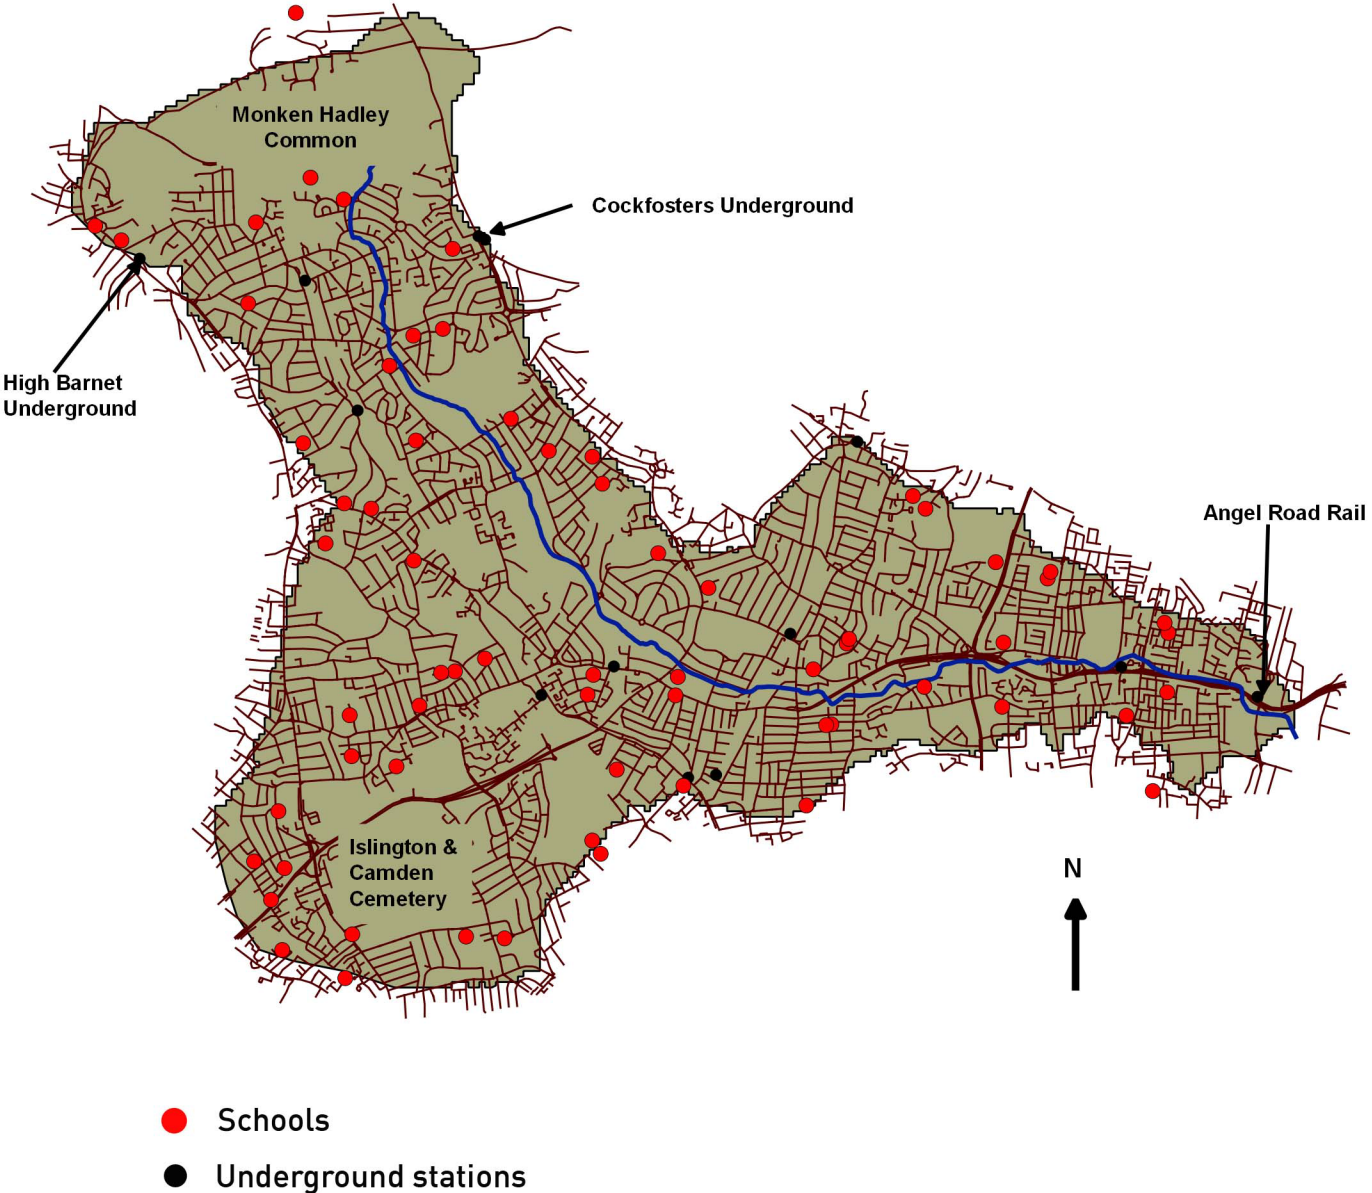 Monken Hadley
Common
Cockfosters Underground
High Barnet
Underground
Angel Road Rail
Islington &
Camden
Cemetery
N
Schools
Underground stations